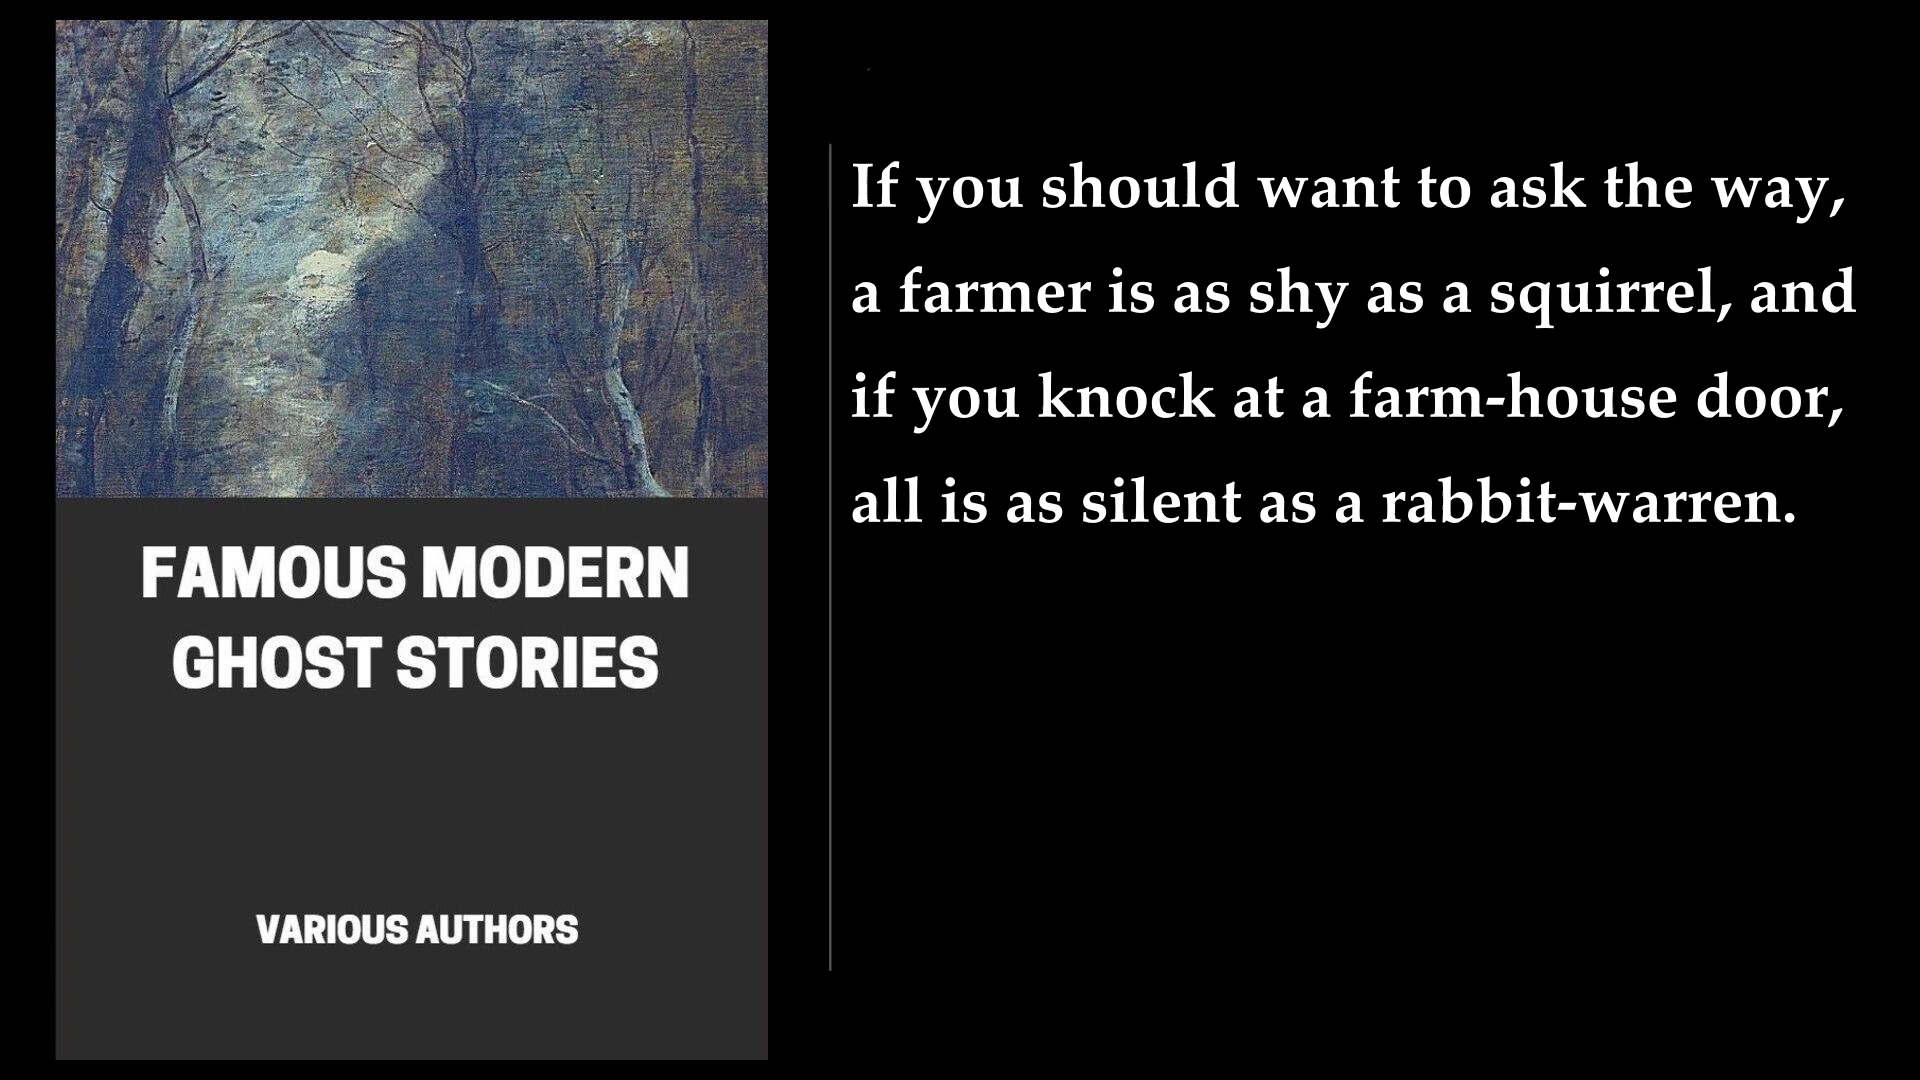 FAMOUS MODERN
GHOST STORIES
VARIOUS AUTHORS
If you should want to ask the way,
a farmer is as shy as a squirrel, and
if you knock at a farm-house door,
all is as silent as a rabbit-warren.